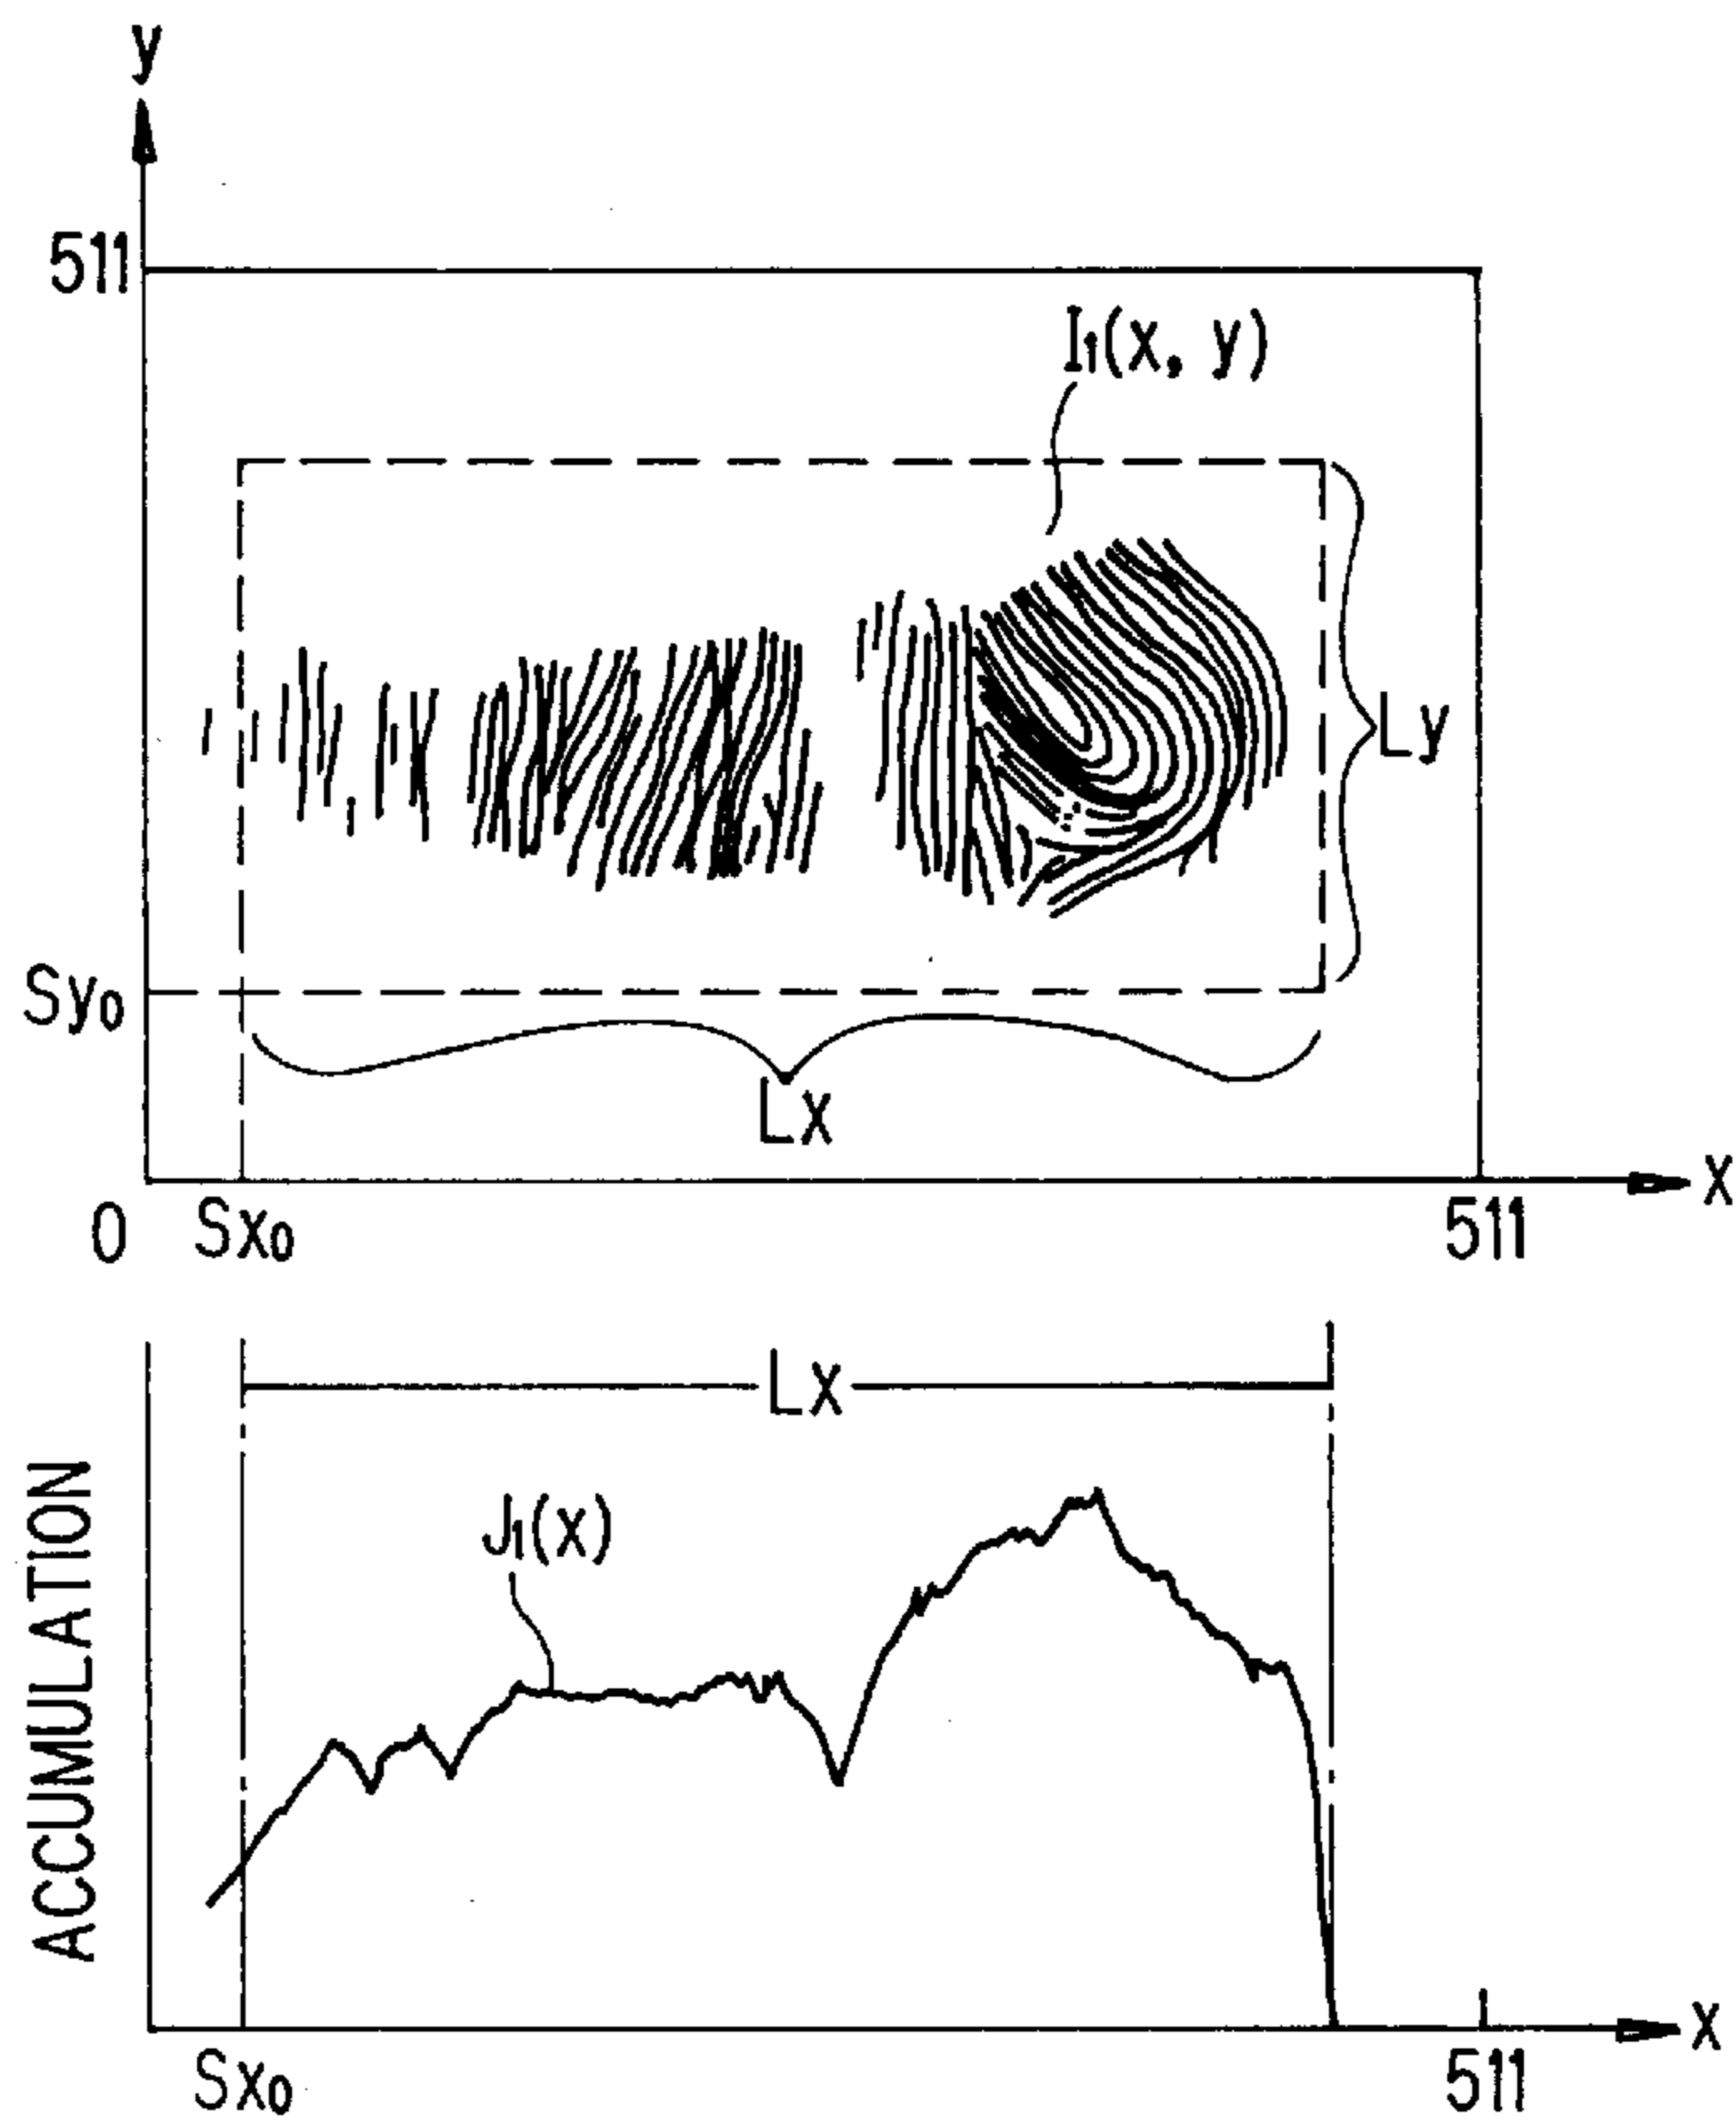 y
511
I₁(x, y)
Ly
Sy₀
Lx
x
0
Sx₀
511
Lx
J₁(x)
ACCUMULATION
x
Sx₀
511